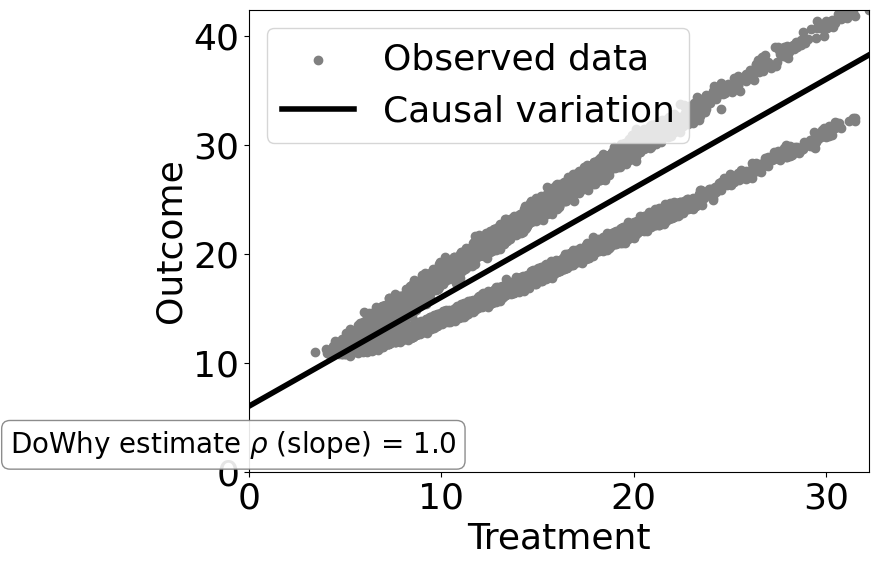 Observed data
Causal variation
40
30
20
10
0
Outcome
DoWhy estimate ρ (slope) = 1.0
0 10 20 30
Treatment